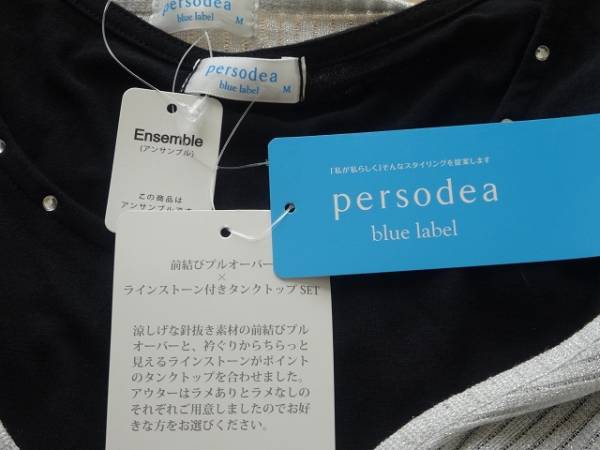 persodea
M
blue label
persodea
blue label M
Ensemble
(アンサンブル)
この商品は
アンサンブルです
「私が私らしく」そんなスタイリングを提案します
persodea
blue label
前結びプルオーバー
×
ラインストーン付きタンクトップ SET
涼しげな針抜き素材の前結びプル
オーバーと、衿ぐりからちらっと
見えるラインストーンがポイント
のタンクトップを合わせました。
アウターはラメありとラメなしの
それぞれご用意しましたのでお好
きな方をお選びください。